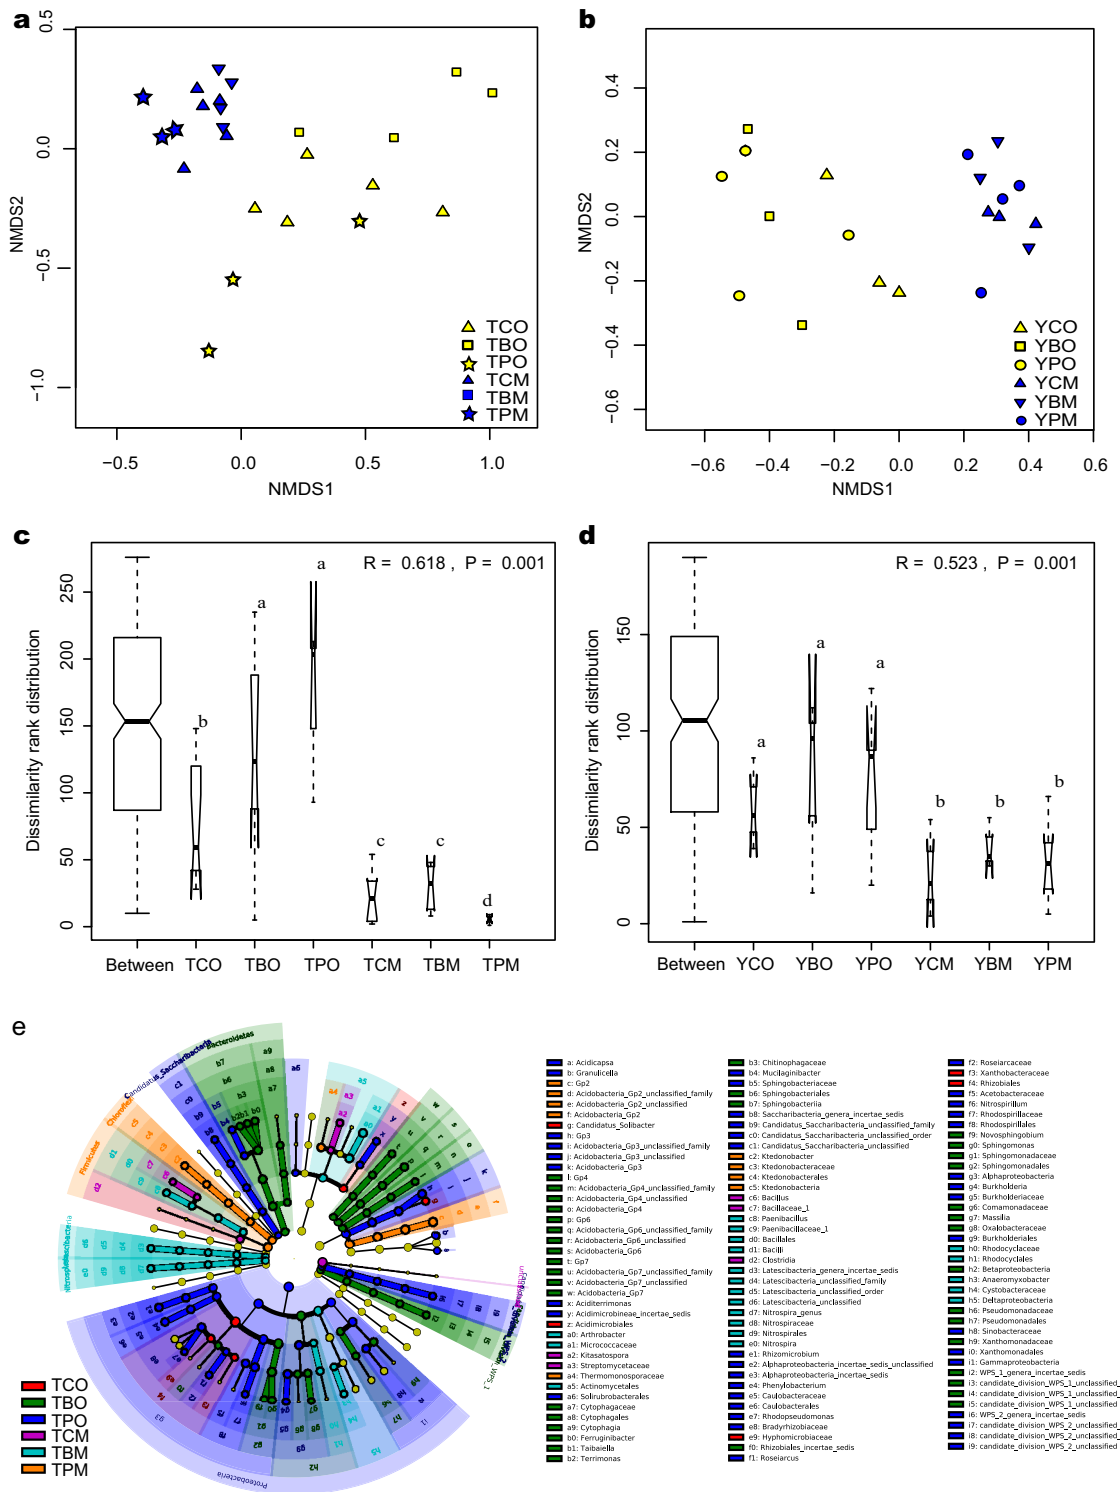 a
0.5
0.0
−0.5
−1.0
NMDS2
−0.5
0.0
0.5
1.0
NMDS1
TCO
TBO
TPO
TCM
TBM
TPM
b
0.4
0.2
0.0
−0.2
−0.4
−0.6
NMDS2
−0.6
−0.4
−0.2
0.0
0.2
0.4
0.6
NMDS1
YCO
YBO
YPO
YCM
YBM
YPM
c
R = 0.618 , P = 0.001
Dissimilarity rank distribution
250
200
150
100
50
0
b
a
a
c
c
d
Between
TCO
TBO
TPO
TCM
TBM
TPM
d
R = 0.523 , P = 0.001
Dissimilarity rank distribution
150
100
50
0
a
a
a
b
b
b
Between
YCO
YBO
YPO
YCM
YBM
YPM
e
Candidatus_Saccharibacteria
Bacteroidetes
Chloroflexi
Firmicutes
Proteobacteria
TCO
TBO
TPO
TCM
TBM
TPM
a: Acidicapsa
b: Granulicella
c: Gp2
d: Acidobacteria_Gp2_unclassified_family
e: Acidobacteria_Gp2_unclassified
f: Acidobacteria_Gp2
g: Candidatus_Solibacter
h: Gp3
i: Acidobacteria_Gp3_unclassified_family
j: Acidobacteria_Gp3_unclassified
k: Acidobacteria_Gp3
l: Gp4
m: Acidobacteria_Gp4_unclassified_family
n: Acidobacteria_Gp4_unclassified
o: Acidobacteria_Gp4
p: Gp6
q: Acidobacteria_Gp6_unclassified_family
r: Acidobacteria_Gp6_unclassified
s: Acidobacteria_Gp6
t: Gp7
u: Acidobacteria_Gp7_unclassified_family
v: Acidobacteria_Gp7_unclassified
w: Acidobacteria_Gp7
x: Aciditerrimonas
y: Acidimicrobineae_incertae_sedis
z: Acidimicrobiales
a0: Arthrobacter
a1: Micrococcaceae
a2: Kitasatospora
a3: Streptomycetaceae
a4: Thermomonosporaceae
a5: Actinomycetales
a6: Solirubrobacterales
a7: Cytophagaceae
a8: Cytophagales
a9: Cytophagia
b0: Ferruginibacter
b1: Taibaiella
b2: Terrimonas
b3: Chitinophagaceae
b4: Mucilaginibacter
b5: Sphingobacteriaceae
b6: Sphingobacteriales
b7: Sphingobacteria
b8: Saccharibacteria_genera_incertae_sedis
b9: Candidatus_Saccharibacteria_unclassified_family
c0: Candidatus_Saccharibacteria_unclassified_order
c1: Candidatus_Saccharibacteria_unclassified
c2: Ktedonobacter
c3: Ktedonobacteraceae
c4: Ktedonobacterales
c5: Ktedonobacteria
c6: Bacillus
c7: Bacillaceae_1
c8: Paenibacillus
c9: Paenibacillaceae_1
d0: Bacillales
d1: Bacilli
d2: Clostridia
d3: Latescibacteria_genera_incertae_sedis
d4: Latescibacteria_unclassified_family
d5: Latescibacteria_unclassified_order
d6: Latescibacteria_unclassified
d7: Nitrospira_genus
d8: Nitrospiraceae
d9: Nitrospirales
e0: Nitrospira
e1: Rhizomicrobium
e2: Alphaproteobacteria_incertae_sedis_unclassified
e3: Alphaproteobacteria_incertae_sedis
e4: Phenylobacterium
e5: Caulobacteraceae
e6: Caulobacterales
e7: Rhodopseudomonas
e8: Bradyrhizobiaceae
e9: Hyphomicrobiaceae
f0: Rhizobiales_incertae_sedis
f1: Roseiarcus
f2: Roseiarcaceae
f3: Xanthobacteraceae
f4: Rhizobiales
f5: Acetobacteraceae
f6: Nitrospirillum
f7: Rhodospirillaceae
f8: Rhodospirillales
f9: Novosphingobium
g0: Sphingomonas
g1: Sphingomonadaceae
g2: Sphingomonadales
g3: Alphaproteobacteria
g4: Burkholderia
g5: Burkholderiaceae
g6: Comamonadaceae
g7: Massilia
g8: Oxalobacteraceae
g9: Burkholderiales
h0: Rhodocyclaceae
h1: Rhodocyclales
h2: Betaproteobacteria
h3: Anaeromyxobacter
h4: Cystobacteraceae
h5: Deltaproteobacteria
h6: Pseudomonadaceae
h7: Pseudomonadales
h8: Sinobacteraceae
h9: Xanthomonadaceae
i0: Xanthomonadales
i1: Gammaproteobacteria
i2: WPS_1_genera_incertae_sedis
i3: candidate_division_WPS_1_unclassified_
i4: candidate_division_WPS_1_unclassified_
i5: candidate_division_WPS_1_unclassified
i6: WPS_2_genera_incertae_sedis
i7: candidate_division_WPS_2_unclassified_
i8: candidate_division_WPS_2_unclassified_
i9: candidate_division_WPS_2_unclassified